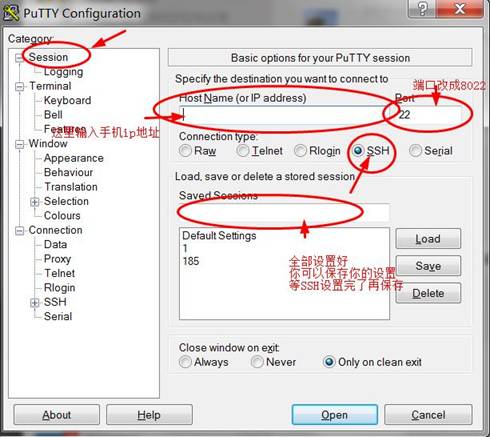 PuTTY Configuration
Category:
Session
Logging
Terminal
Keyboard
Bell
Features
Window
Appearance
Behaviour
Translation
Selection
Colours
Connection
Data
Proxy
Telnet
Rlogin
SSH
Serial
Basic options for your PuTTY session
Specify the destination you want to connect to
端口改成8022
Host Name (or IP address)
Port
这里输入手机ip地址
22
Connection type:
Raw
Telnet
Rlogin
SSH
Serial
Load, save or delete a stored session
Saved Sessions
Default Settings
1
185
全部设置好
你可以保存你的设置
等SSH设置完了再保存
Load
Save
Delete
Close window on exit:
Always
Never
Only on clean exit
About
Help
Open
Cancel